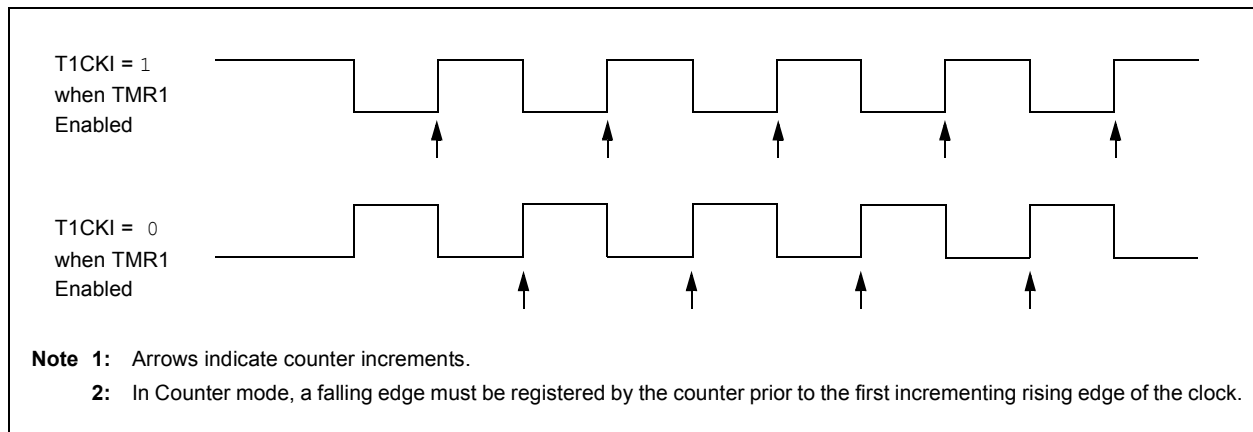 T1CKI = 1
when TMR1
Enabled
T1CKI = 0
when TMR1
Enabled
Note 1: Arrows indicate counter increments.
2: In Counter mode, a falling edge must be registered by the counter prior to the first incrementing rising edge of the clock.